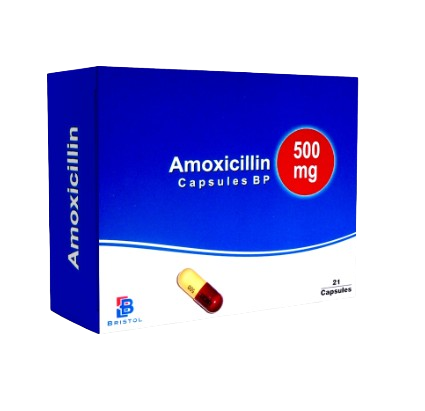 Amoxicillin
Amoxicillin
Capsules BP
500
mg
21
Capsules
B
BRISTOL